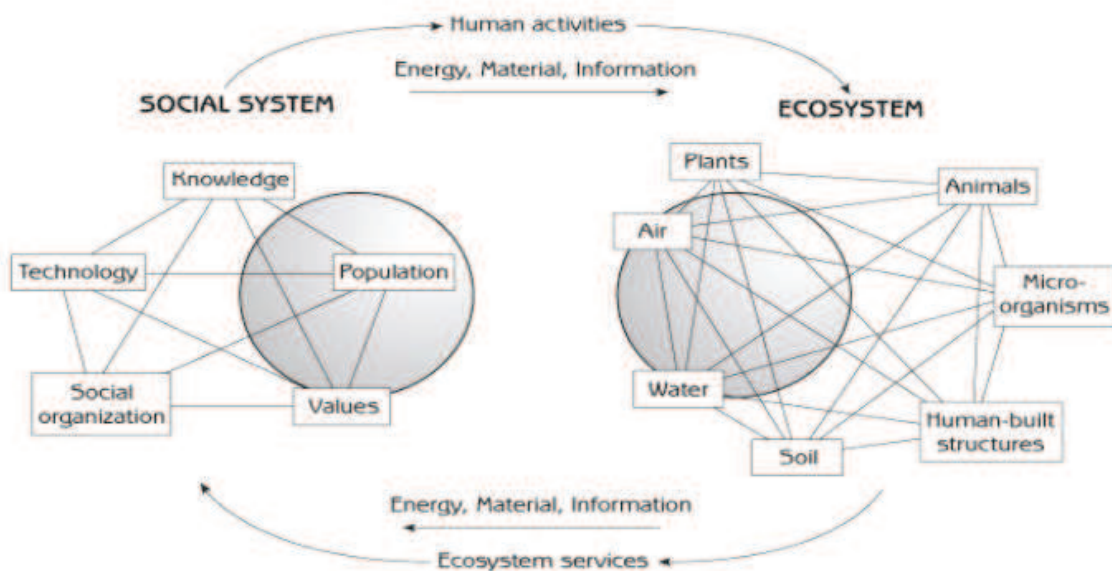 Human activities
Energy, Material, Information
SOCIAL SYSTEM
ECOSYSTEM
Knowledge
Technology
Population
Social
organization
Values
Plants
Animals
Air
Micro-
organisms
Water
Human-built
structures
Soil
Energy, Material, Information
Ecosystem services